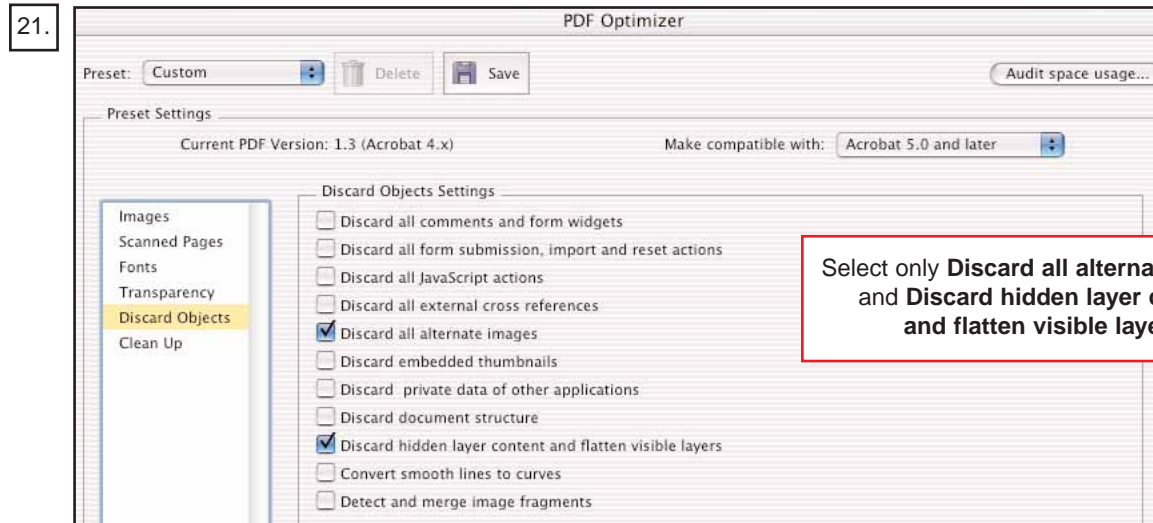 21.
PDF Optimizer
Preset: Custom Delete Save Audit space usage...
Preset Settings
Current PDF Version: 1.3 (Acrobat 4.x) Make compatible with: Acrobat 5.0 and later
Images
Scanned Pages
Fonts
Transparency
Discard Objects
Clean Up
Discard Objects Settings
Discard all comments and form widgets
Discard all form submission, import and reset actions
Discard all JavaScript actions
Discard all external cross references
Discard all alternate images
Discard embedded thumbnails
Discard private data of other applications
Discard document structure
Discard hidden layer content and flatten visible layers
Convert smooth lines to curves
Detect and merge image fragments
Select only Discard all
and Discard hidden layer
and flatten visible